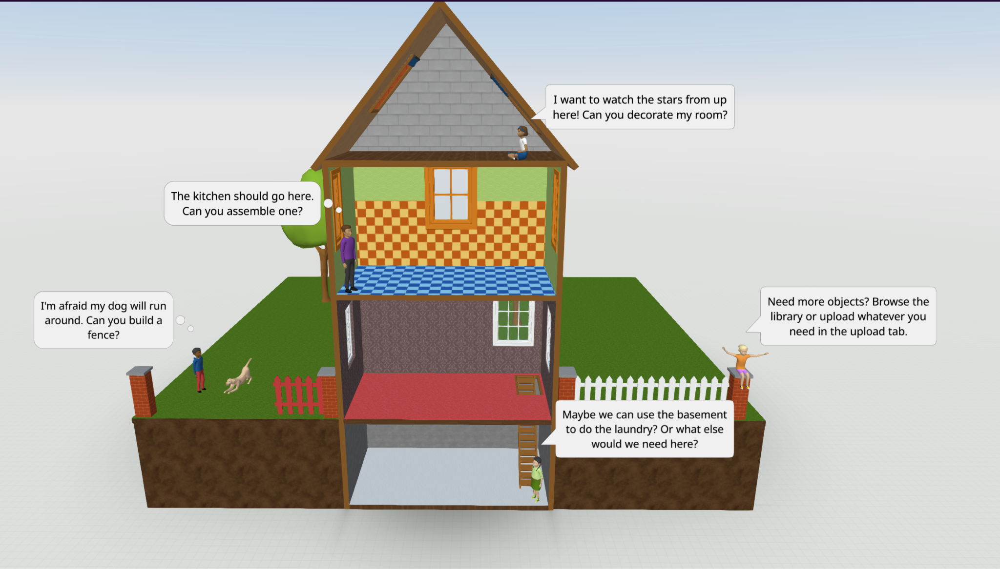 I want to watch the stars from up
here! Can you decorate my room?
The kitchen should go here.
Can you assemble one?
I'm afraid my dog will run
around. Can you build a
fence?
Need more objects? Browse the
library or upload whatever you
need in the upload tab.
Maybe we can use the basement
to do the laundry? Or what else
would we need here?